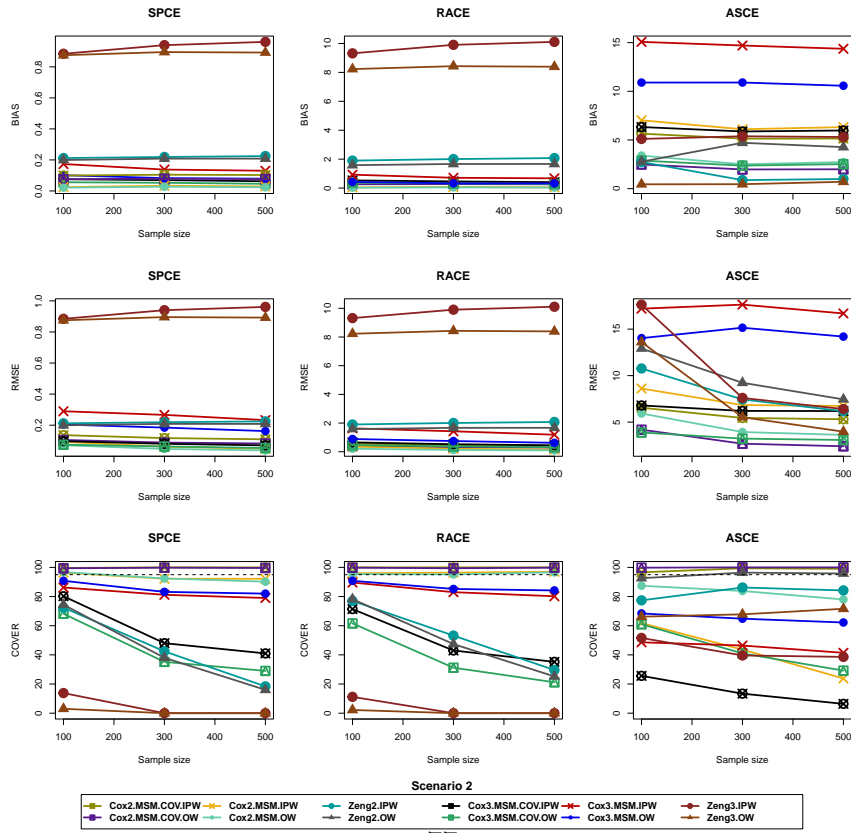 SPCE
RACE
ASCE
BIAS
0.0 0.2 0.4 0.6 0.8
100 200 300 400 500
Sample size
BIAS
0 2 4 6 8 10
100 200 300 400 500
Sample size
BIAS
0 5 10 15
100 200 300 400 500
Sample size
SPCE
RACE
ASCE
RMSE
0.2 0.4 0.6 0.8 1.0
100 200 300 400 500
Sample size
RMSE
0 2 4 6 8 10
100 200 300 400 500
Sample size
RMSE
5 10 15
100 200 300 400 500
Sample size
SPCE
RACE
ASCE
COVER
0 20 40 60 80 100
100 200 300 400 500
Sample size
COVER
0 20 40 60 80 100
100 200 300 400 500
Sample size
COVER
0 20 40 60 80 100
100 200 300 400 500
Sample size
Scenario 2
Cox2.MSM.COV.IPW Cox2.MSM.IPW Zeng2.IPW Cox3.MSM.COV.IPW Cox3.MSM.IPW Zeng3.IPW
Cox2.MSM.COV.OW Cox2.MSM.OW Zeng2.OW Cox3.MSM.COV.OW Cox3.MSM.OW Zeng3.OW